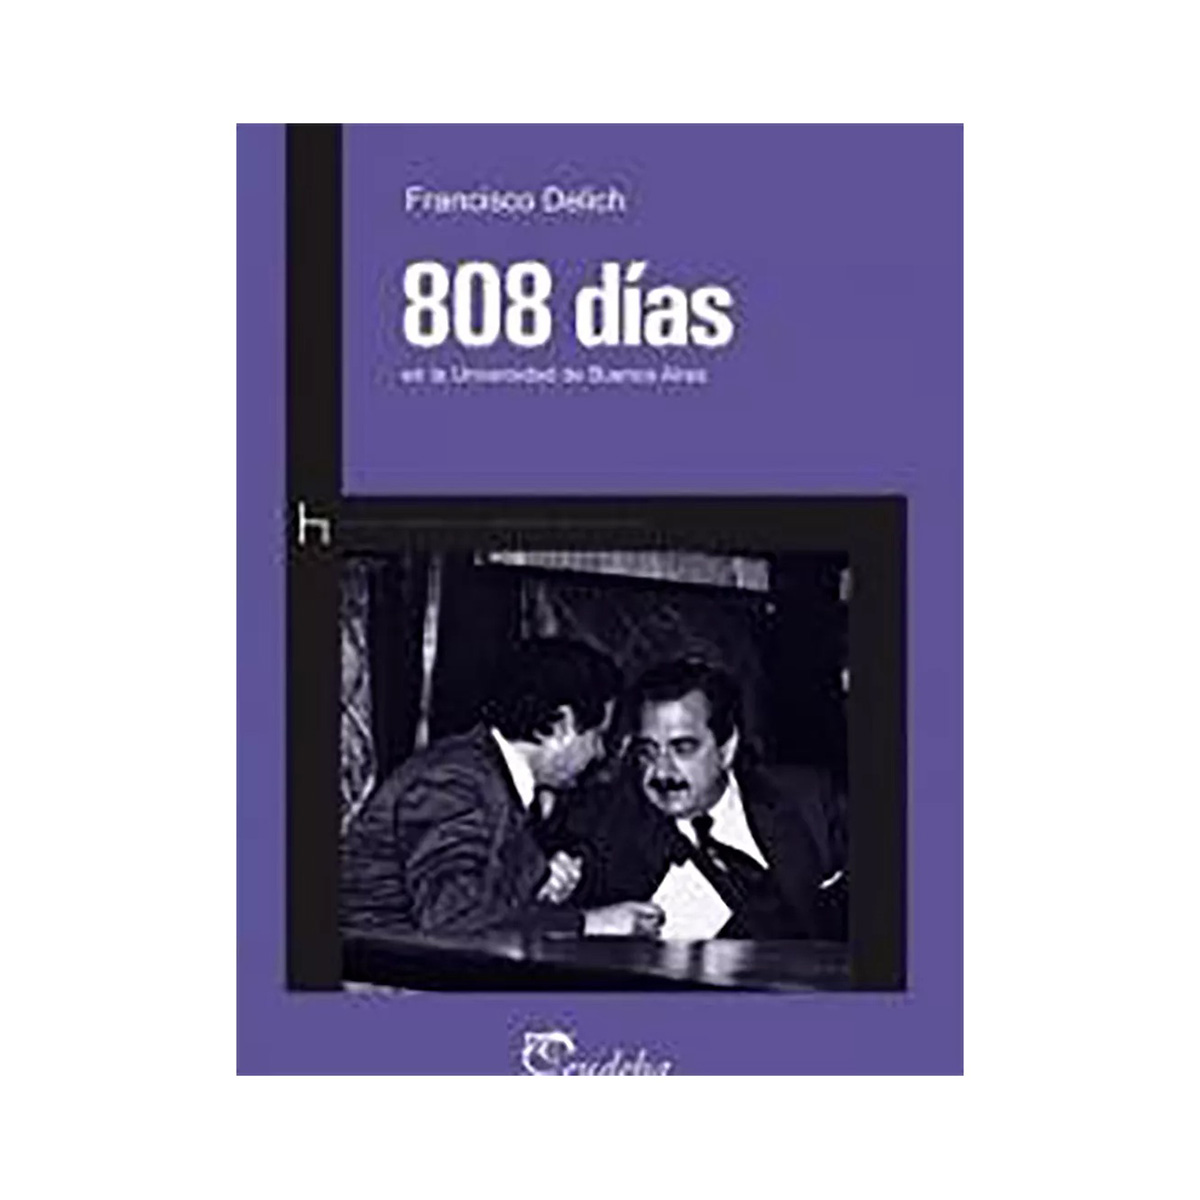 Francisco Delich
808 días
en la Universidad de Buenos Aires
h
Eudeba